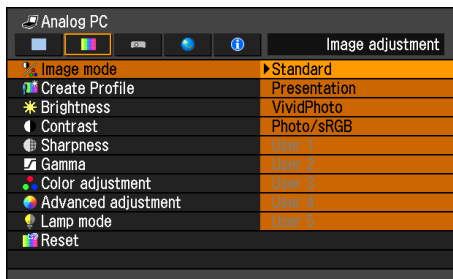 Analog PC
Image adjustment
Image mode
Standard
Create Profile
Presentation
Brightness
VividPhoto
Contrast
Photo/sRGB
Sharpness
User 1
Gamma
User 2
Color adjustment
User 3
Advanced adjustment
User 4
Lamp mode
User 5
Reset